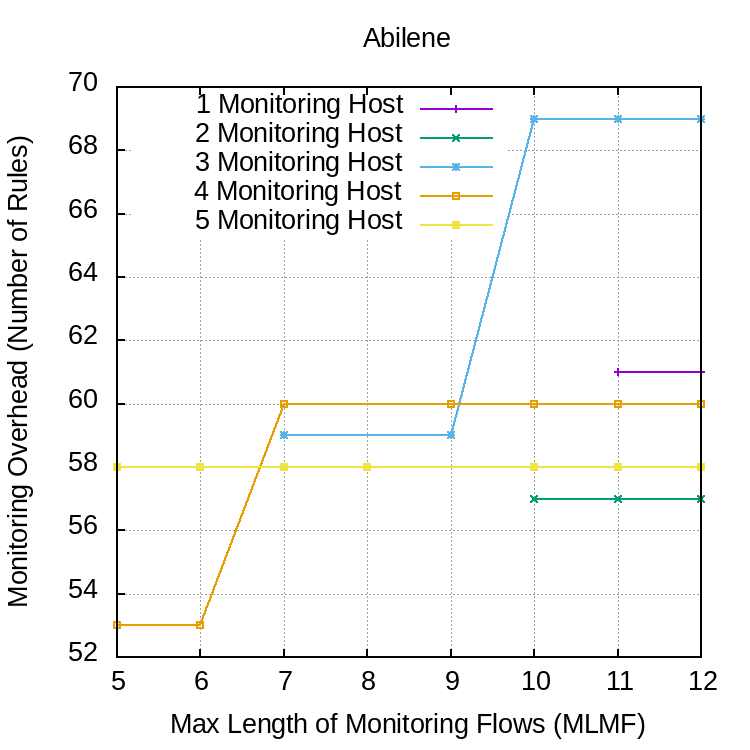 Abilene
Monitoring Overhead (Number of Rules)
70
68
66
64
62
60
58
56
54
52
1 Monitoring Host
2 Monitoring Host
3 Monitoring Host
4 Monitoring Host
5 Monitoring Host
5 6 7 8 9 10 11 12
Max Length of Monitoring Flows (MLMF)